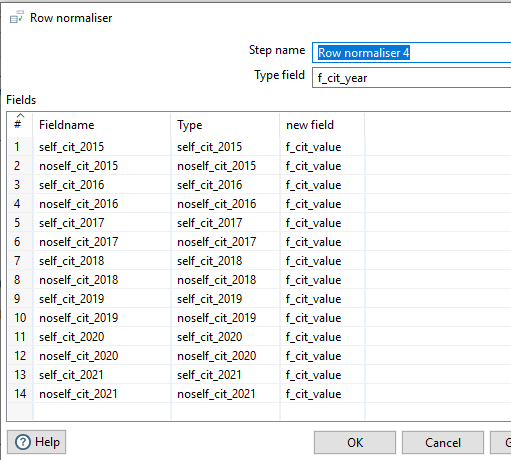 Row normaliser
Step name Row normaliser 4
Type field f_cit_year
Fields
# Fieldname Type new field
1 self_cit_2015 self_cit_2015 f_cit_value
2 noself_cit_2015 noself_cit_2015 f_cit_value
3 self_cit_2016 self_cit_2016 f_cit_value
4 noself_cit_2016 noself_cit_2016 f_cit_value
5 self_cit_2017 self_cit_2017 f_cit_value
6 noself_cit_2017 noself_cit_2017 f_cit_value
7 self_cit_2018 self_cit_2018 f_cit_value
8 noself_cit_2018 noself_cit_2018 f_cit_value
9 self_cit_2019 self_cit_2019 f_cit_value
10 noself_cit_2019 noself_cit_2019 f_cit_value
11 self_cit_2020 self_cit_2020 f_cit_value
12 noself_cit_2020 noself_cit_2020 f_cit_value
13 self_cit_2021 self_cit_2021 f_cit_value
14 noself_cit_2021 noself_cit_2021 f_cit_value
? Help OK Cancel